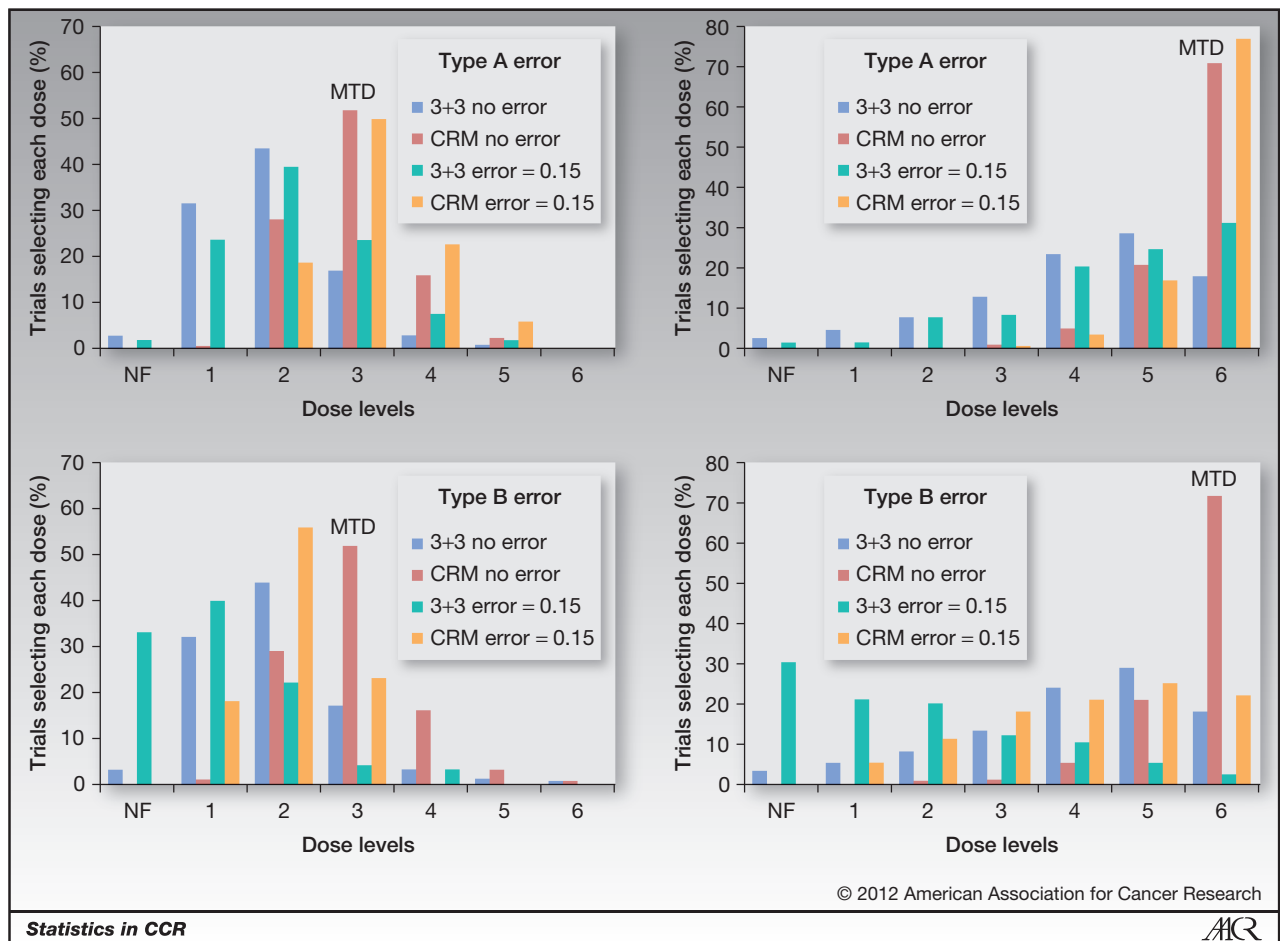 Trials selecting each dose (%)
70
60
50
40
30
20
10
0
MTD
Type A error
3+3 no error
CRM no error
3+3 error = 0.15
CRM error = 0.15
NF 1 2 3 4 5 6
Dose levels
Trials selecting each dose (%)
80
70
60
50
40
30
20
10
0
MTD
Type A error
3+3 no error
CRM no error
3+3 error = 0.15
CRM error = 0.15
NF 1 2 3 4 5 6
Dose levels
Trials selecting each dose (%)
70
60
50
40
30
20
10
0
MTD
Type B error
3+3 no error
CRM no error
3+3 error = 0.15
CRM error = 0.15
NF 1 2 3 4 5 6
Dose levels
Trials selecting each dose (%)
80
70
60
50
40
30
20
10
0
MTD
Type B error
3+3 no error
CRM no error
3+3 error = 0.15
CRM error = 0.15
NF 1 2 3 4 5 6
Dose levels
© 2012 American Association for Cancer Research
Statistics in CCR
AACR